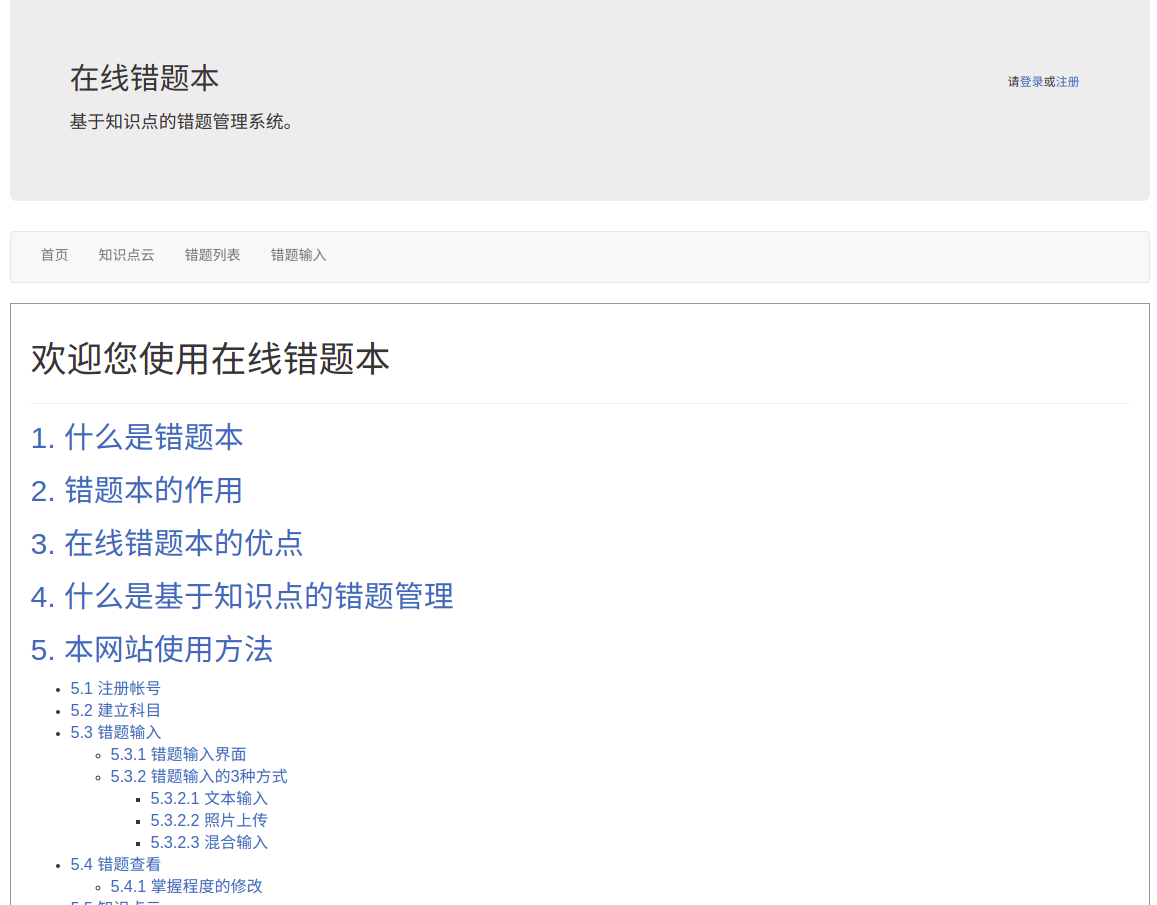 在线错题本
请登录或注册
基于知识点的错题管理系统。
首页 知识点云 错题列表 错题输入
欢迎您使用在线错题本
1. 什么是错题本
2. 错题本的作用
3. 在线错题本的优点
4. 什么是基于知识点的错题管理
5. 本网站使用方法
5.1 注册帐号
5.2 建立科目
5.3 错题输入
5.3.1 错题输入界面
5.3.2 错题输入的3种方式
5.3.2.1 文本输入
5.3.2.2 照片上传
5.3.2.3 混合输入
5.4 错题查看
5.4.1 掌握程度的修改
5.5 知识点云